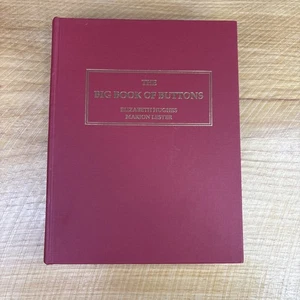 THE
BIG BOOK OF BUTTONS
ELIZABETH HUGHES
MARION LESTER